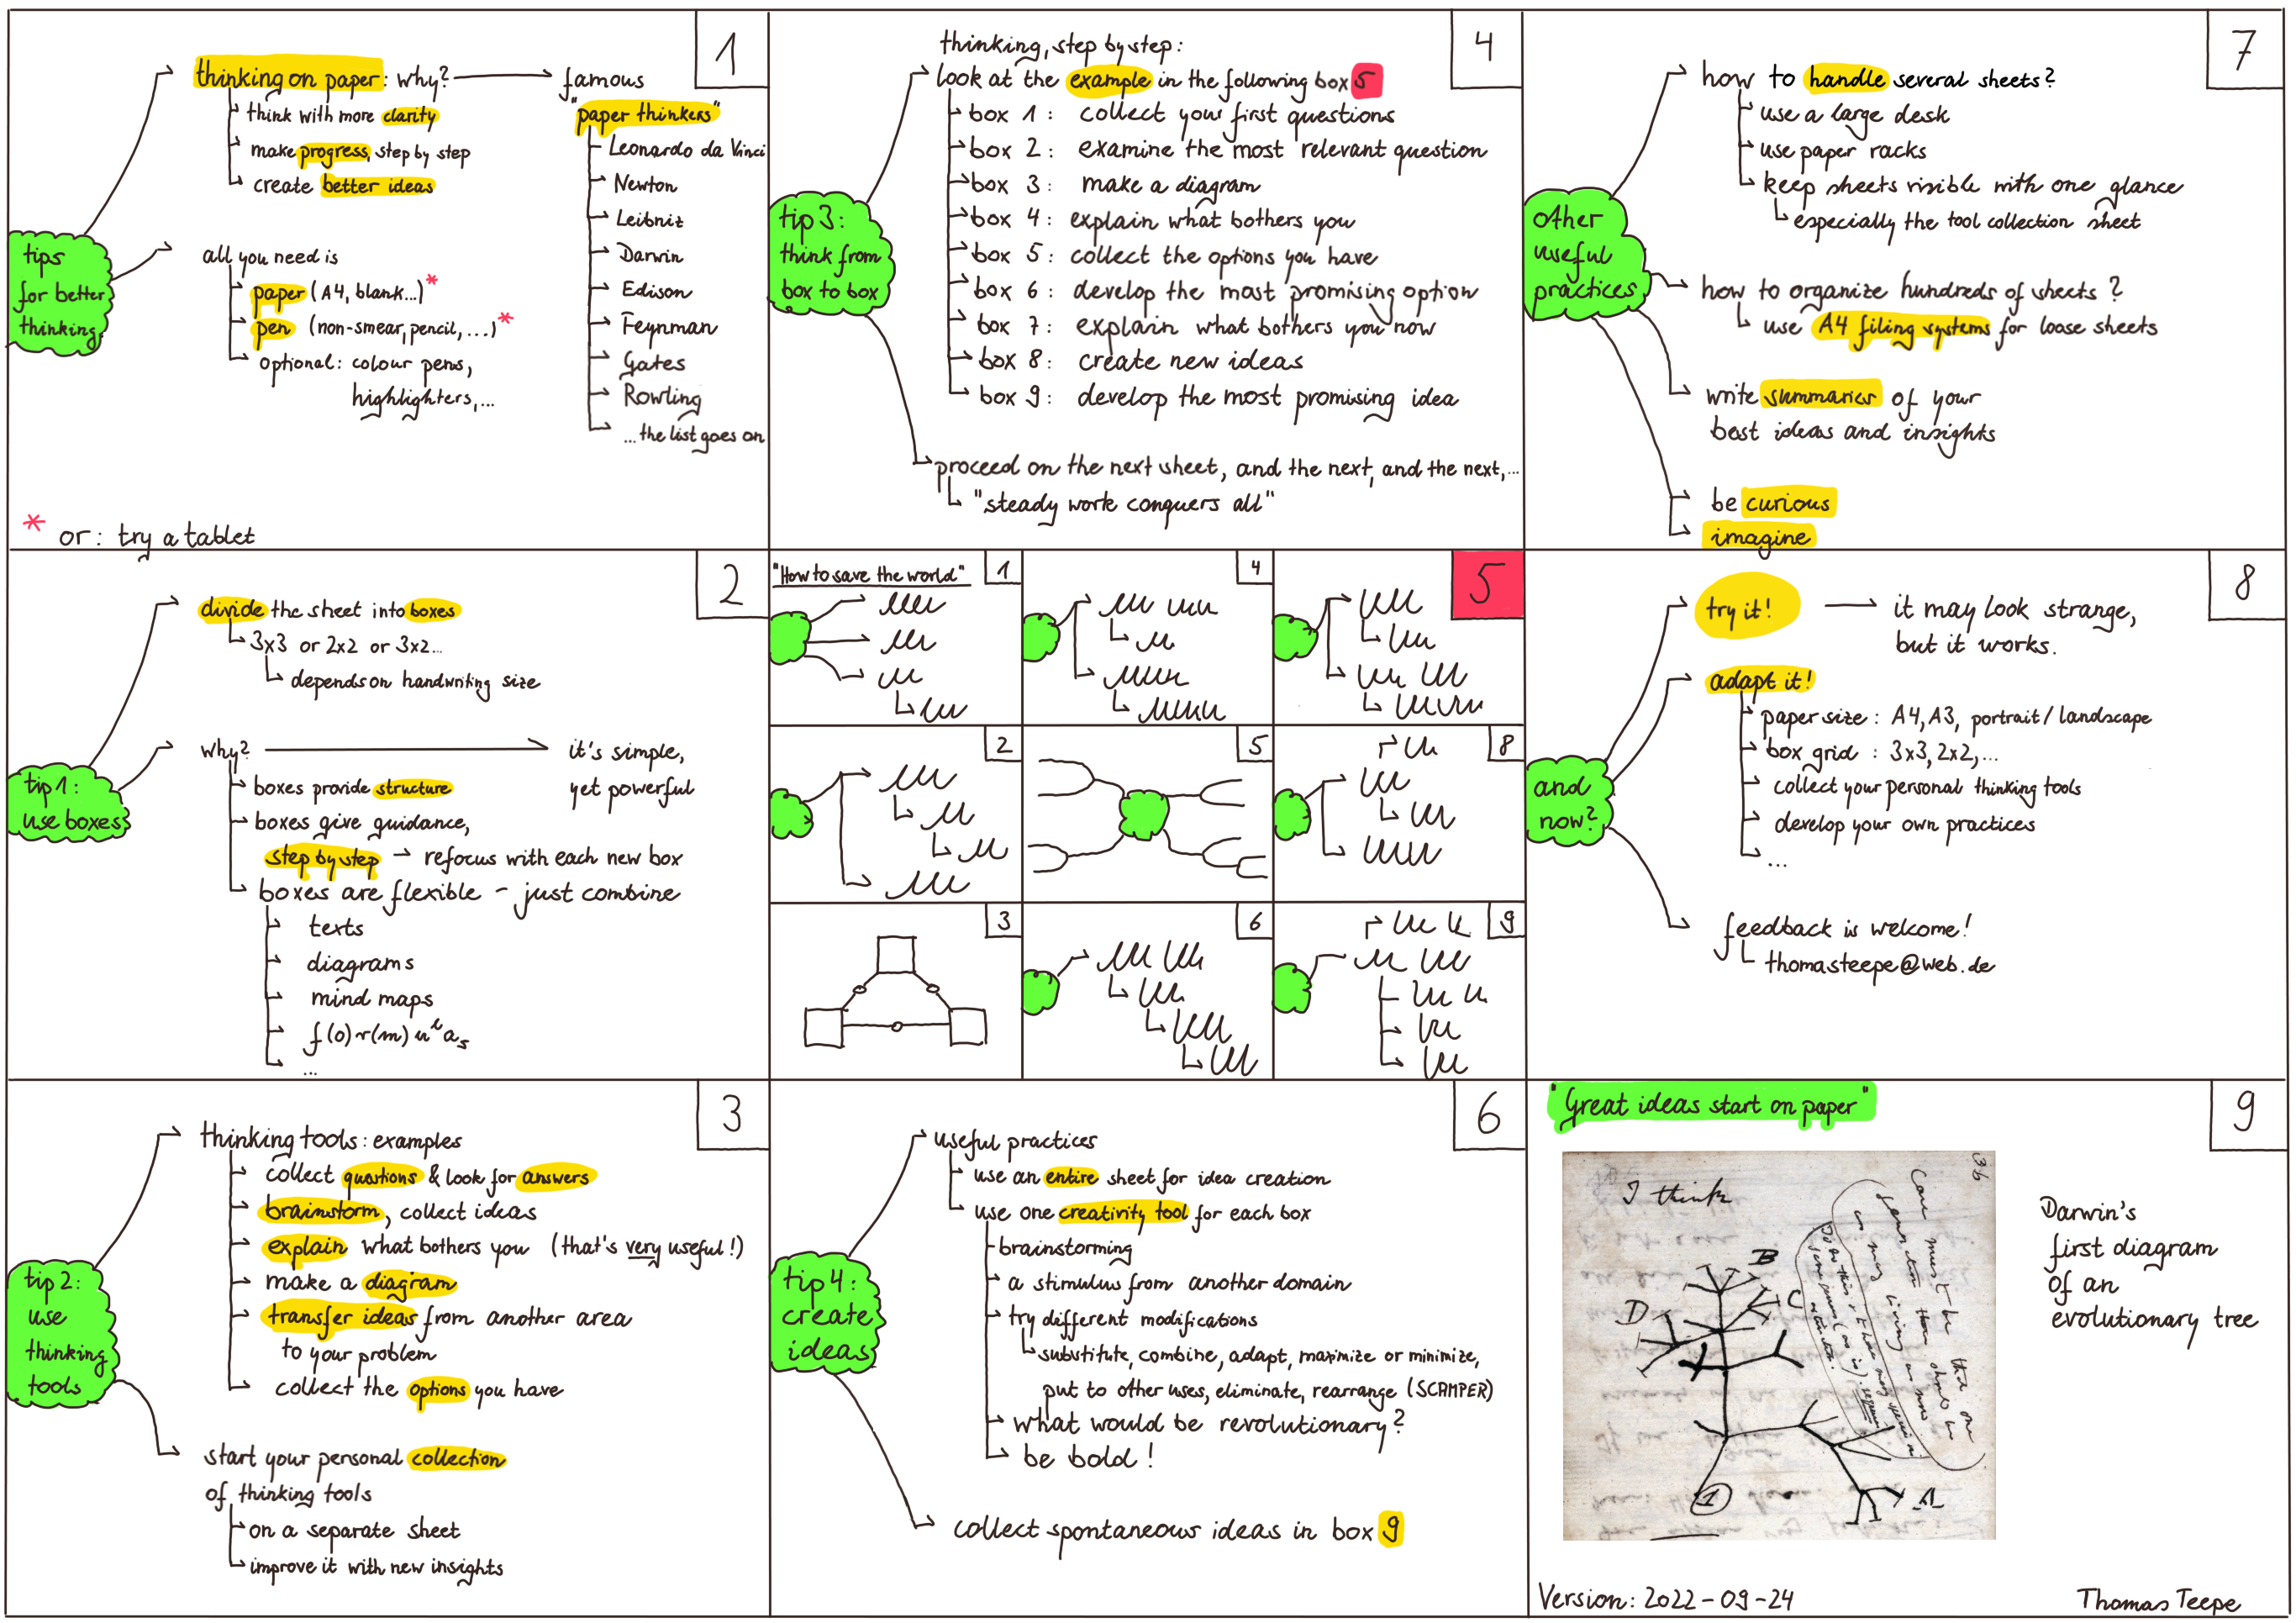 1
tips
for better
thinking
thinking on paper: why?
think with more clarity
make progress, step by step
create better ideas
famous
"paper thinkers"
Leonardo da Vinci
Newton
Leibniz
Darwin
Edison
Feynman
Gates
Rowling
... the list goes on
all you need is
paper (A4, blank...)*
pen (non-smear, pencil, ...)*
optional: colour pens,
highlighters,...
* or: try a tablet
2
tip 1:
use boxes
divide the sheet into boxes
3x3 or 2x2 or 3x2...
depends on handwriting size
why?
it's simple,
yet powerful
boxes provide structure
boxes give guidance,
step by step → refocus with each new box
boxes are flexible - just combine
texts
diagrams
mind maps
f(o)r(m)ulas
...
3
tip 2:
use
thinking
tools
thinking tools: examples
collect questions & look for answers
brainstorm, collect ideas
explain what bothers you (that's very useful!)
make a diagram
transfer ideas from another area
to your problem
collect the options you have
start your personal collection
of thinking tools
on a separate sheet
improve it with new insights
4
tip 3:
think from
box to box
thinking, step by step:
look at the example in the following box 5
box 1: collect your first questions
box 2: examine the most relevant question
box 3: make a diagram
box 4: explain what bothers you
box 5: collect the options you have
box 6: develop the most promising option
box 7: explain what bothers you now
box 8: create new ideas
box 9: develop the most promising idea
proceed on the next sheet, and the next, and the next,...
"steady work conquers all"
5
"How to save the world"
1
2
3
4
5
6
8
9
6
tip 4:
create
ideas
useful practices
use an entire sheet for idea creation
use one creativity tool for each box
brainstorming
a stimulus from another domain
try different modifications
substitute, combine, adapt, maximize or minimize,
put to other uses, eliminate, rearrange (SCAMPER)
what would be revolutionary?
be bold!
collect spontaneous ideas in box 9
7
other
useful
practices
how to handle several sheets?
use a large desk
use paper racks
keep sheets visible with one glance
especially the tool collection sheet
how to organize hundreds of sheets?
use A4 filing systems for loose sheets
write summaries of your
best ideas and insights
be curious
imagine
8
and
now?
try it!
it may look strange,
but it works.
adapt it!
paper size: A4, A3, portrait/landscape
box grid: 3x3, 2x2,...
collect your personal thinking tools
develop your own practices
...
feedback is welcome!
thomasteepe@web.de
9
"Great ideas start on paper"
36
I think
B
C
D
A
1
Darwin's
first diagram
of an
evolutionary tree
Version: 2022-09-24
Thomas Teepe